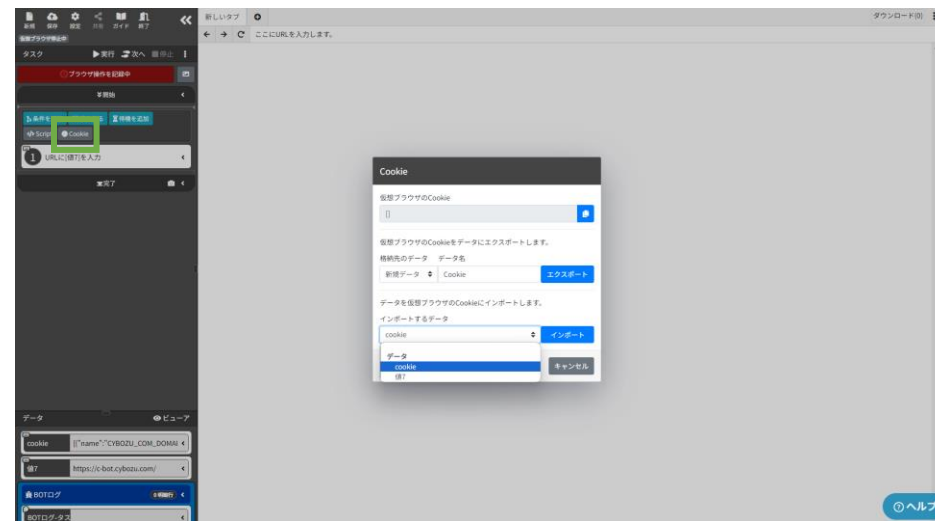 新規 保存 設定 共有 ガイド 終了
新しいタブ
ダウンロード(0)
仮想ブラウザ停止中
ここにURLを入力します。
タスク
実行 次へ 停止
ブラウザ操作を記録中
開始
待機を追加
Script Cookie
1 URLに[値7]を入力
完了
Cookie
仮想ブラウザのCookie
[]
仮想ブラウザのCookieをデータにエクスポートします。
格納先のデータ データ名
新規データ Cookie エクスポート
データを仮想ブラウザのCookieにインポートします。
インポートするデータ
cookie インポート
データ
cookie
値7
キャンセル
データ ビューア
cookie [{"name":"CYBOZU_COM_DOMAI
値7 https://c-bot.cybozu.com/
BOTログ
BOTログ-タス
ヘルプ